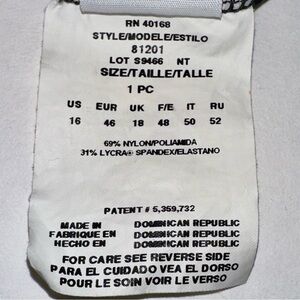 RN 40168
STYLE/MODELE/ESTILO
81201
LOT S9466 NT
SIZE/TAILLE/TALLE
1 PC
US EUR UK F/E IT RU
16 46 18 48 50 52
69% NYLON/POLIAMIDA
31% LYCRA® SPANDEX/ELASTANO
PATENT # 5,359,732
MADE IN DOMINICAN REPUBLIC
FABRIQUE EN DOMINICAN REPUBLIC
HECHO EN DOMINICAN REPUBLIC
FOR CARE SEE REVERSE SIDE
PARA EL CUIDADO VEA EL DORSO
POUR LE SOIN VOIR LE VERSO